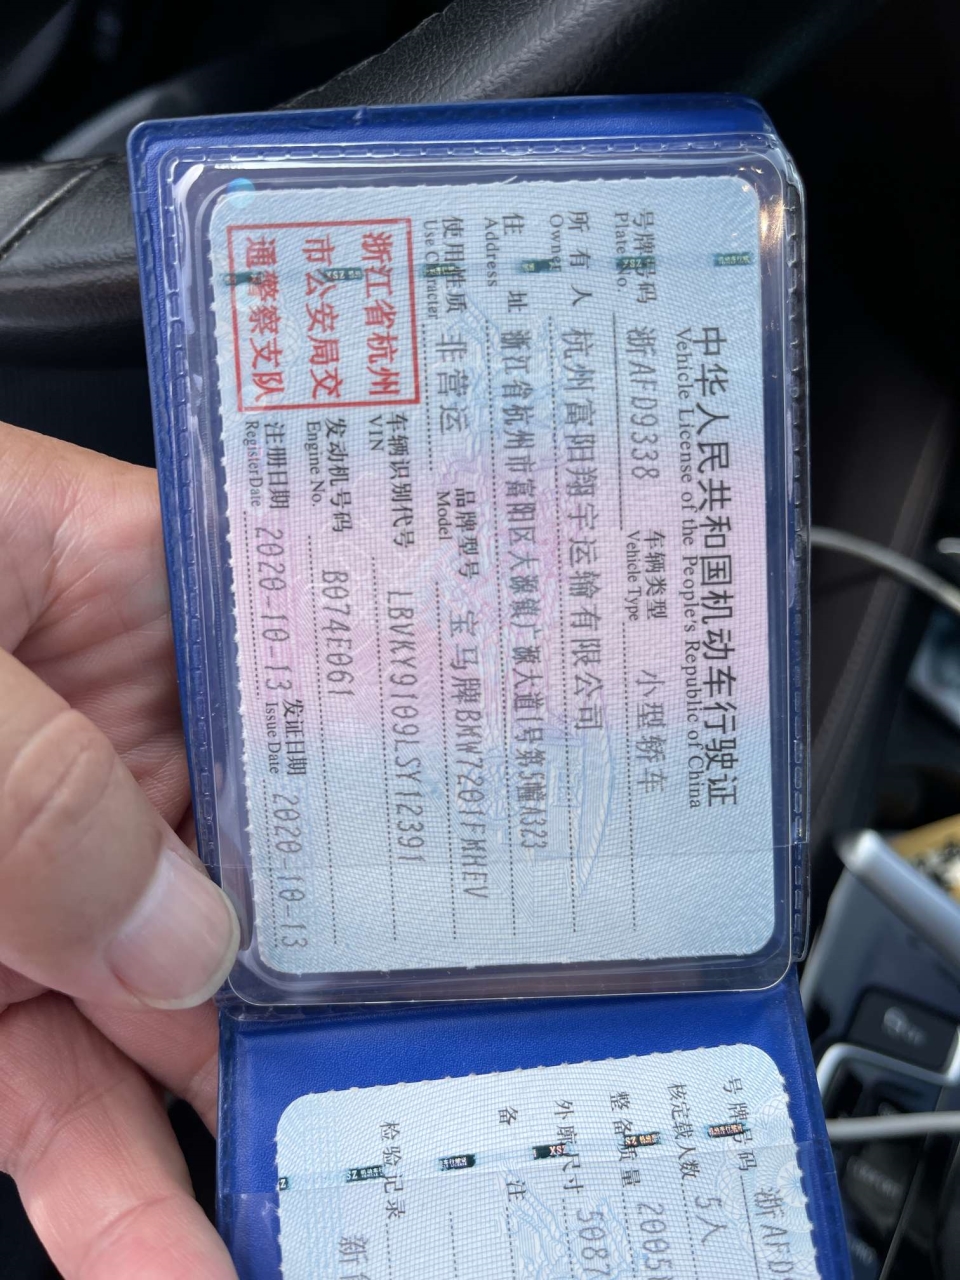 中华人民共和国机动车行驶证
Vehicle License of the People's Republic of China
号牌号码 浙AFD9338 车辆类型 小型轿车
Plate No. Vehicle Type
所有人 杭州富阳翔宇运输有限公司
Owner
住址 浙江省杭州市富阳区大源镇广源大道1号第5幢A323
Address
使用性质 非营运 品牌型号 宝马牌BMW7201FMHEV
Use Character Model
浙江省杭州
市公安局交
通警察支队
车辆识别代号 LBVKY9109LSY12391
VIN
发动机号码 B074E061
Engine No.
注册日期 2020-10-13 发证日期 2020-10-13
Register Date Issue Date
号牌号码 浙AFD
核定载人数 5人
整备质量 2005
外廓尺寸 5087
备注
检验记录